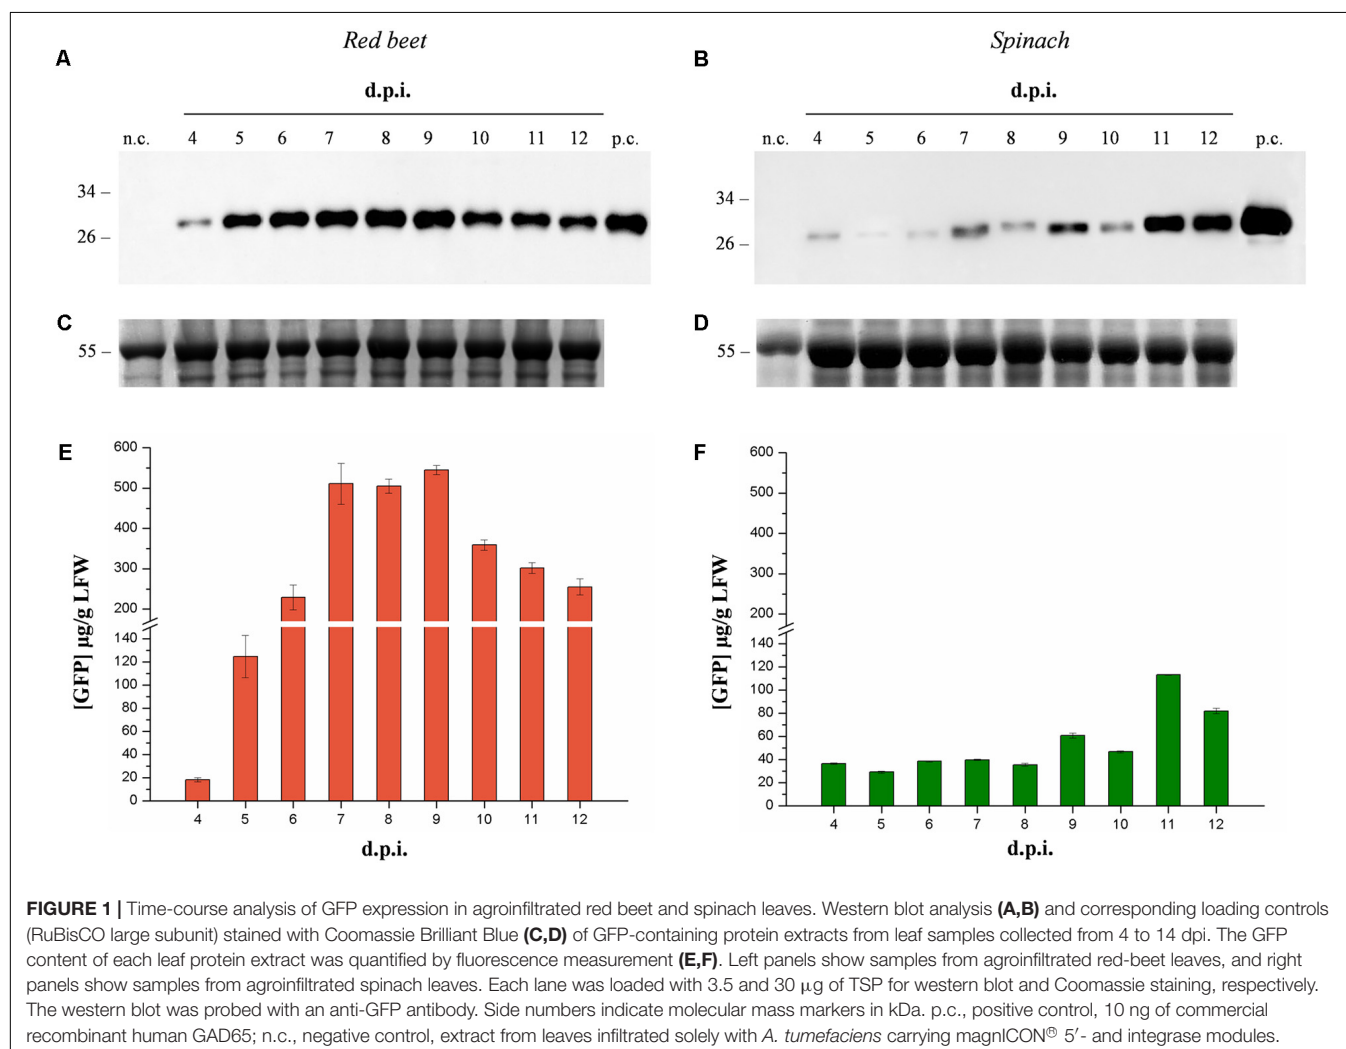 Red beet
Spinach
A
B
d.p.i.
d.p.i.
n.c. 4 5 6 7 8 9 10 11 12 p.c.
n.c. 4 5 6 7 8 9 10 11 12 p.c.
34 –
26 –
34 –
26 –
C
D
55 –
55 –
E
F
[GFP] µg/g LFW
600
500
400
300
200
140
120
100
80
60
40
20
0
4 5 6 7 8 9 10 11 12
d.p.i.
[GFP] µg/g LFW
600
500
400
300
200
140
120
100
80
60
40
20
0
4 5 6 7 8 9 10 11 12
d.p.i.
FIGURE 1 | Time-course analysis of GFP expression in agroinfiltrated red beet and spinach leaves. Western blot analysis (A,B) and corresponding loading controls
(RuBisCO large subunit) stained with Coomassie Brilliant Blue (C,D) of GFP-containing protein extracts from leaf samples collected from 4 to 14 dpi. The GFP
content of each leaf protein extract was quantified by fluorescence measurement (E,F). Left panels show samples from agroinfiltrated red-beet leaves, and right
panels show samples from agroinfiltrated spinach leaves. Each lane was loaded with 3.5 and 30 µg of TSP for western blot and Coomassie staining, respectively.
The western blot was probed with an anti-GFP antibody. Side numbers indicate molecular mass markers in kDa. p.c., positive control, 10 ng of commercial
recombinant human GAD65; n.c., negative control, extract from leaves infiltrated solely with A. tumefaciens carrying magnICON® 5′- and integrase modules.